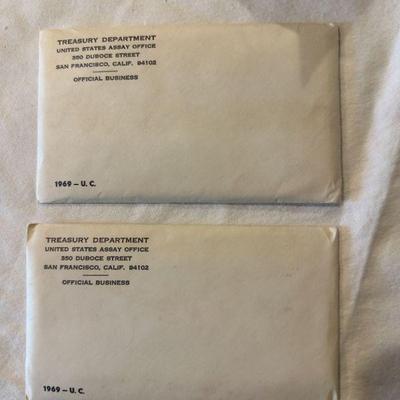 TREASURY DEPARTMENT
UNITED STATES ASSAY OFFICE
350 DUBOCE STREET
SAN FRANCISCO, CALIF. 94102
OFFICIAL BUSINESS
1969 – U. C.
TREASURY DEPARTMENT
UNITED STATES ASSAY OFFICE
350 DUBOCE STREET
SAN FRANCISCO, CALIF. 94102
OFFICIAL BUSINESS
1969 – U. C.